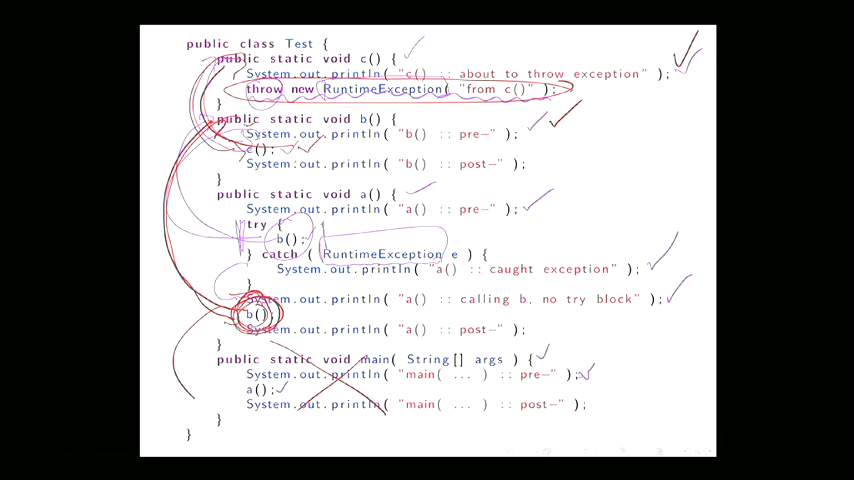 public class Test {
public static void c() {
System.out.println( "c() :: about to throw exception" );
throw new RuntimeException( "from c()" );
}
public static void b() {
System.out.println( "b() :: pre-" );
c();
System.out.println( "b() :: post-" );
}
public static void a() {
System.out.println( "a() :: pre-" );
try {
b();
} catch ( RuntimeException e ) {
System.out.println( "a() :: caught exception" );
}
System.out.println( "a() :: calling b, no try block" );
b();
System.out.println( "a() :: post-" );
}
public static void main( String[] args ) {
System.out.println( "main( ... ) :: pre-" );
a();
System.out.println( "main( ... ) :: post-" );
}
}